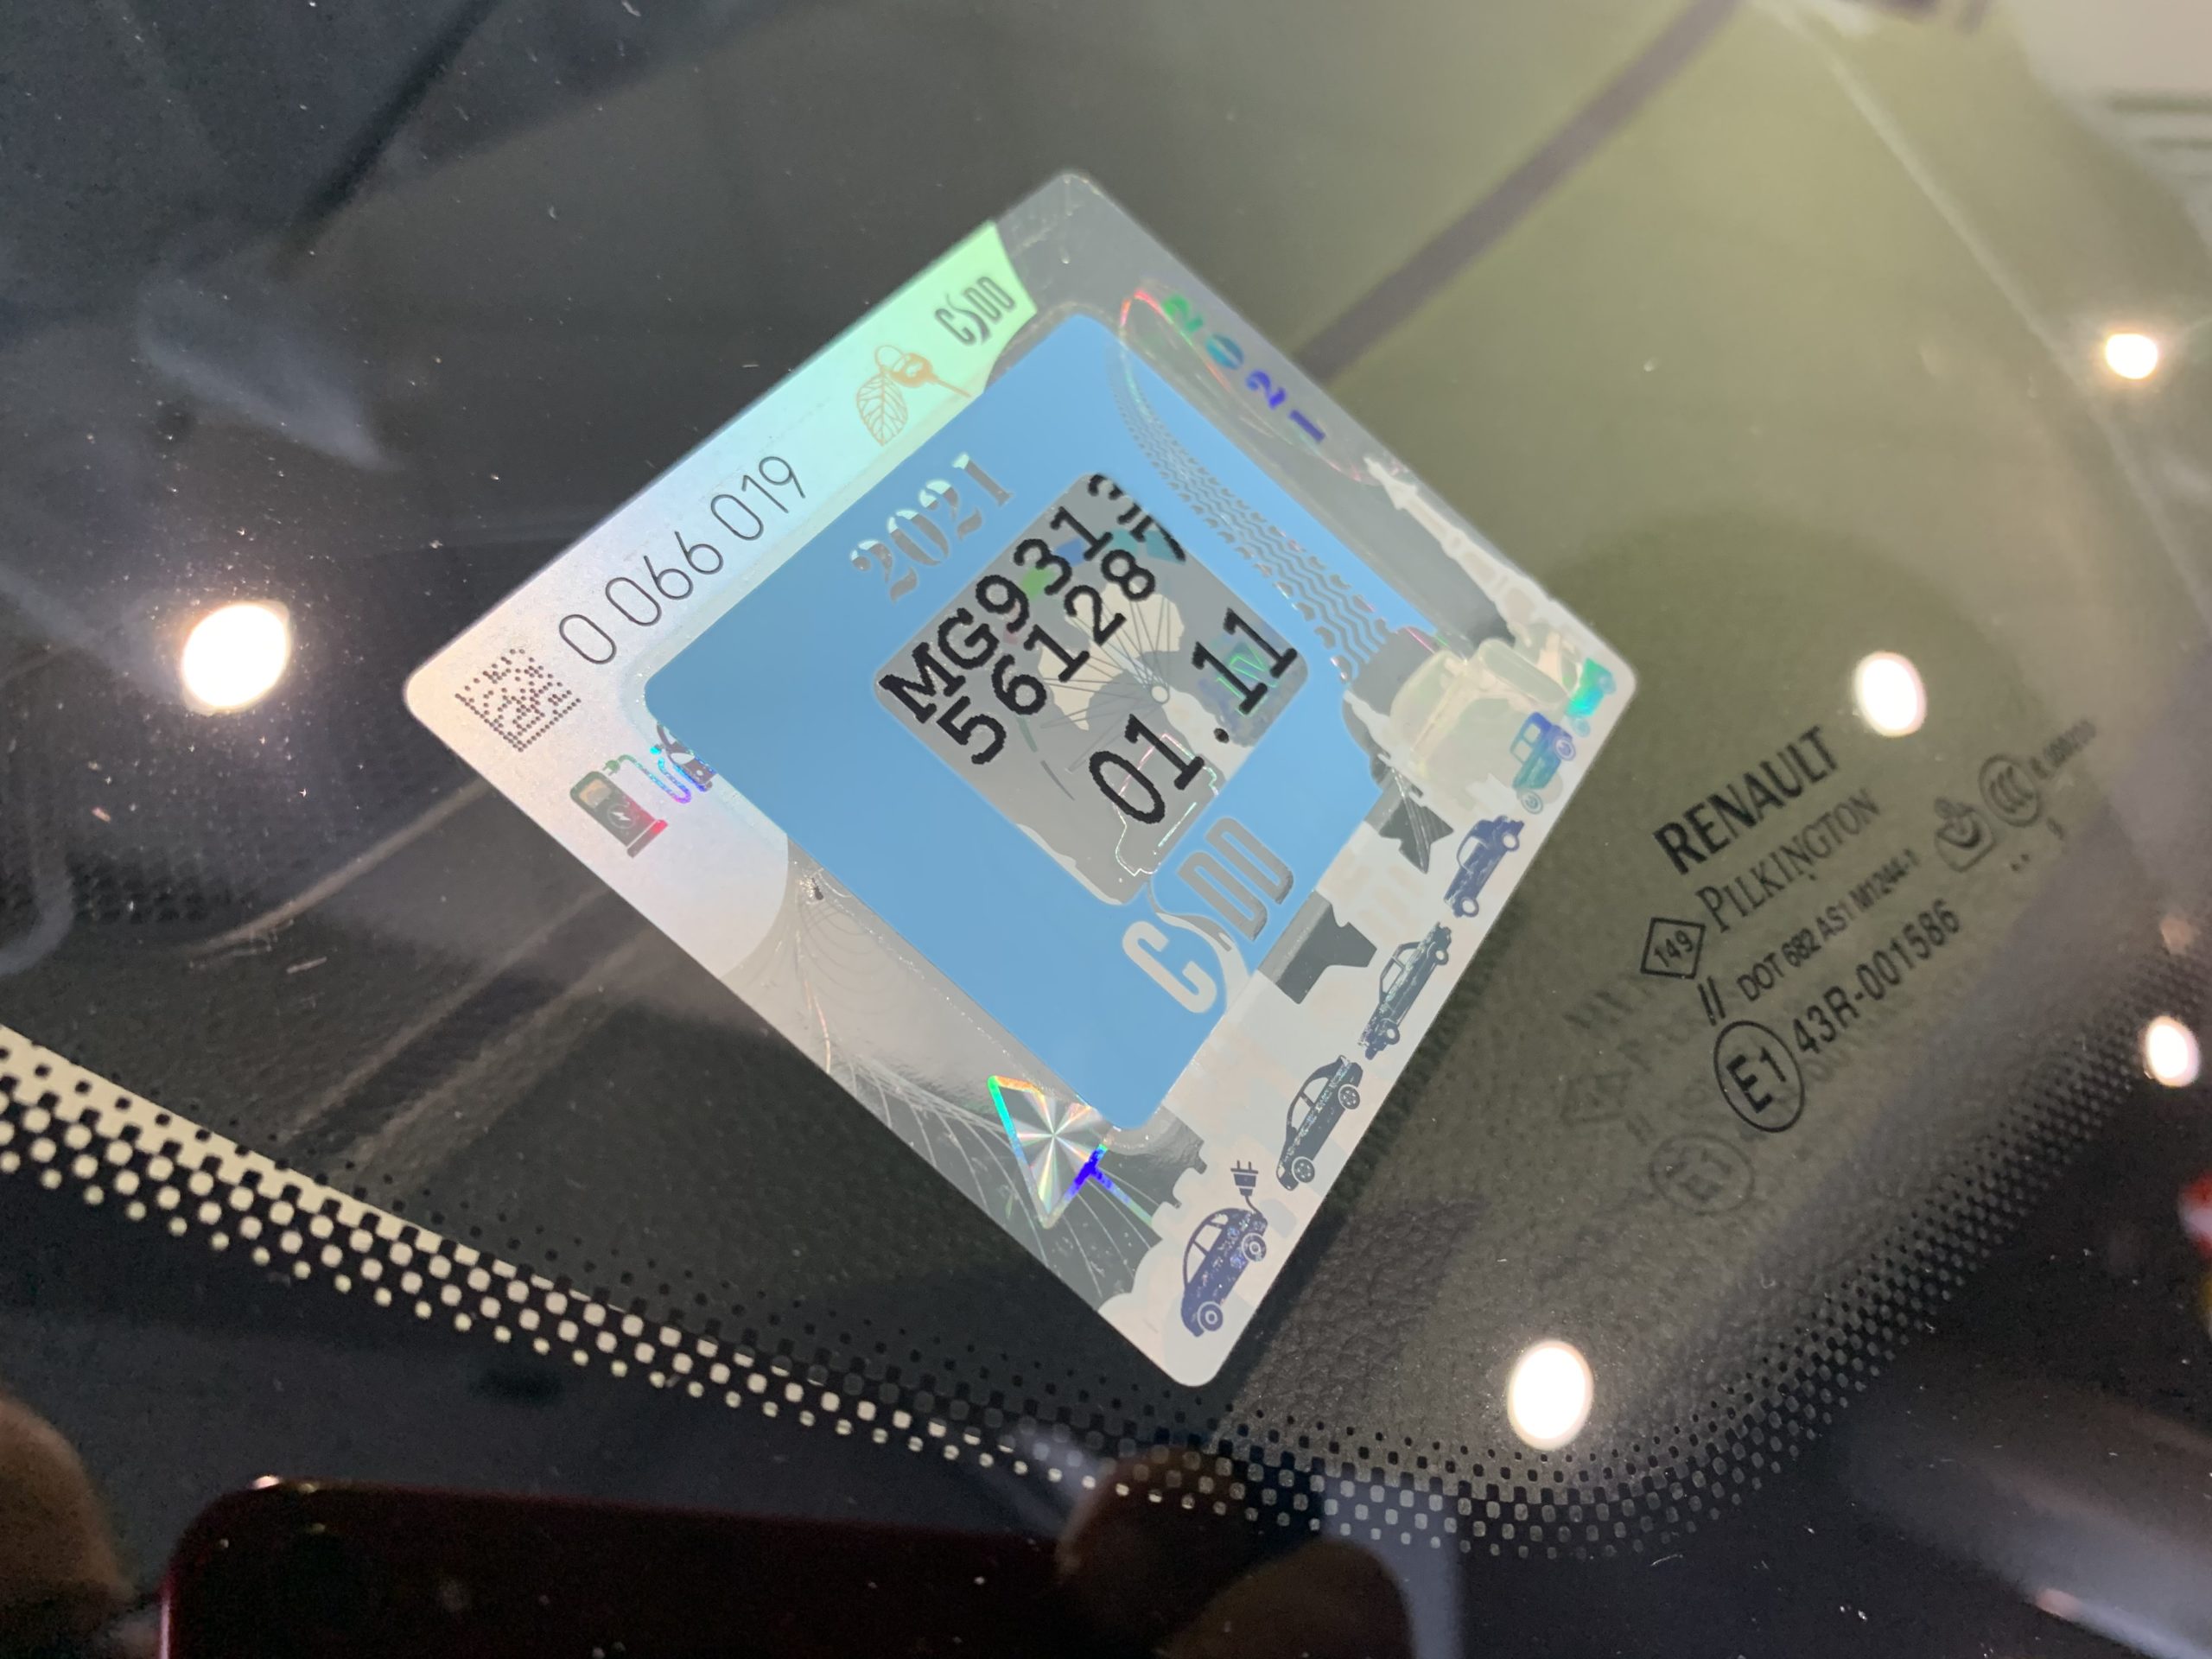 0 066 019
CSDD
2021
2021
MG931
56128
01.11
CSDD
RENAULT
PILKINGTON
149
// DOT 682 AS1 M1244-1
E1 43R-001586
CCC